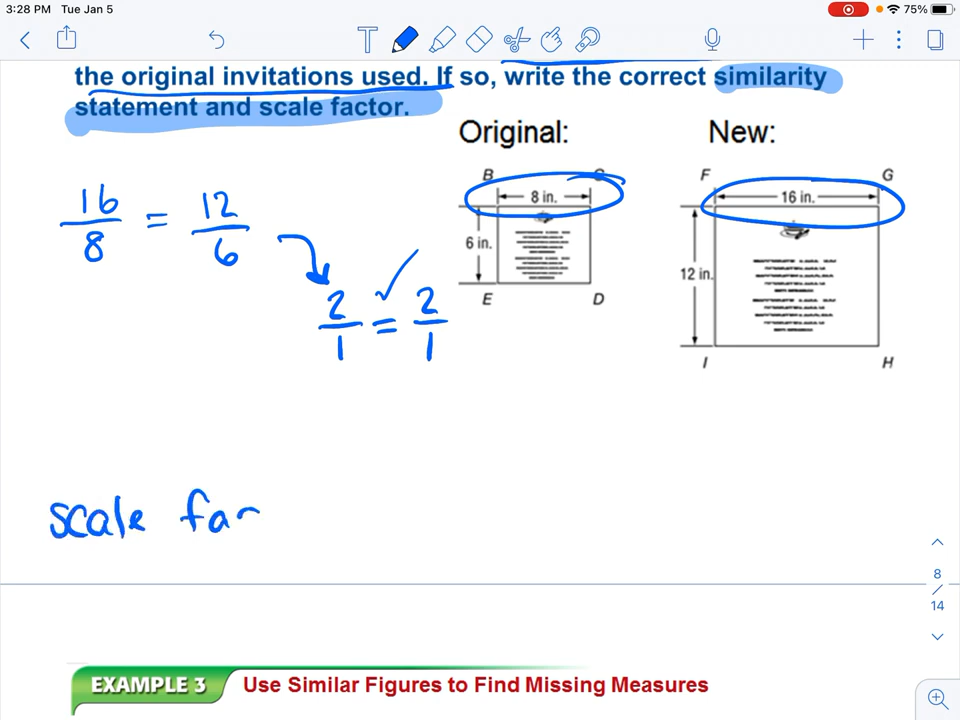 3:28 PM Tue Jan 5
75%
T
the original invitations used. If so, write the correct similarity
statement and scale factor.
Original:
New:
B
8 in.
6 in.
E
D
F
G
16 in.
12 in.
I
H
16/8 = 12/6
2/1 = 2/1
scale fac
8
/
14
EXAMPLE 3 Use Similar Figures to Find Missing Measures